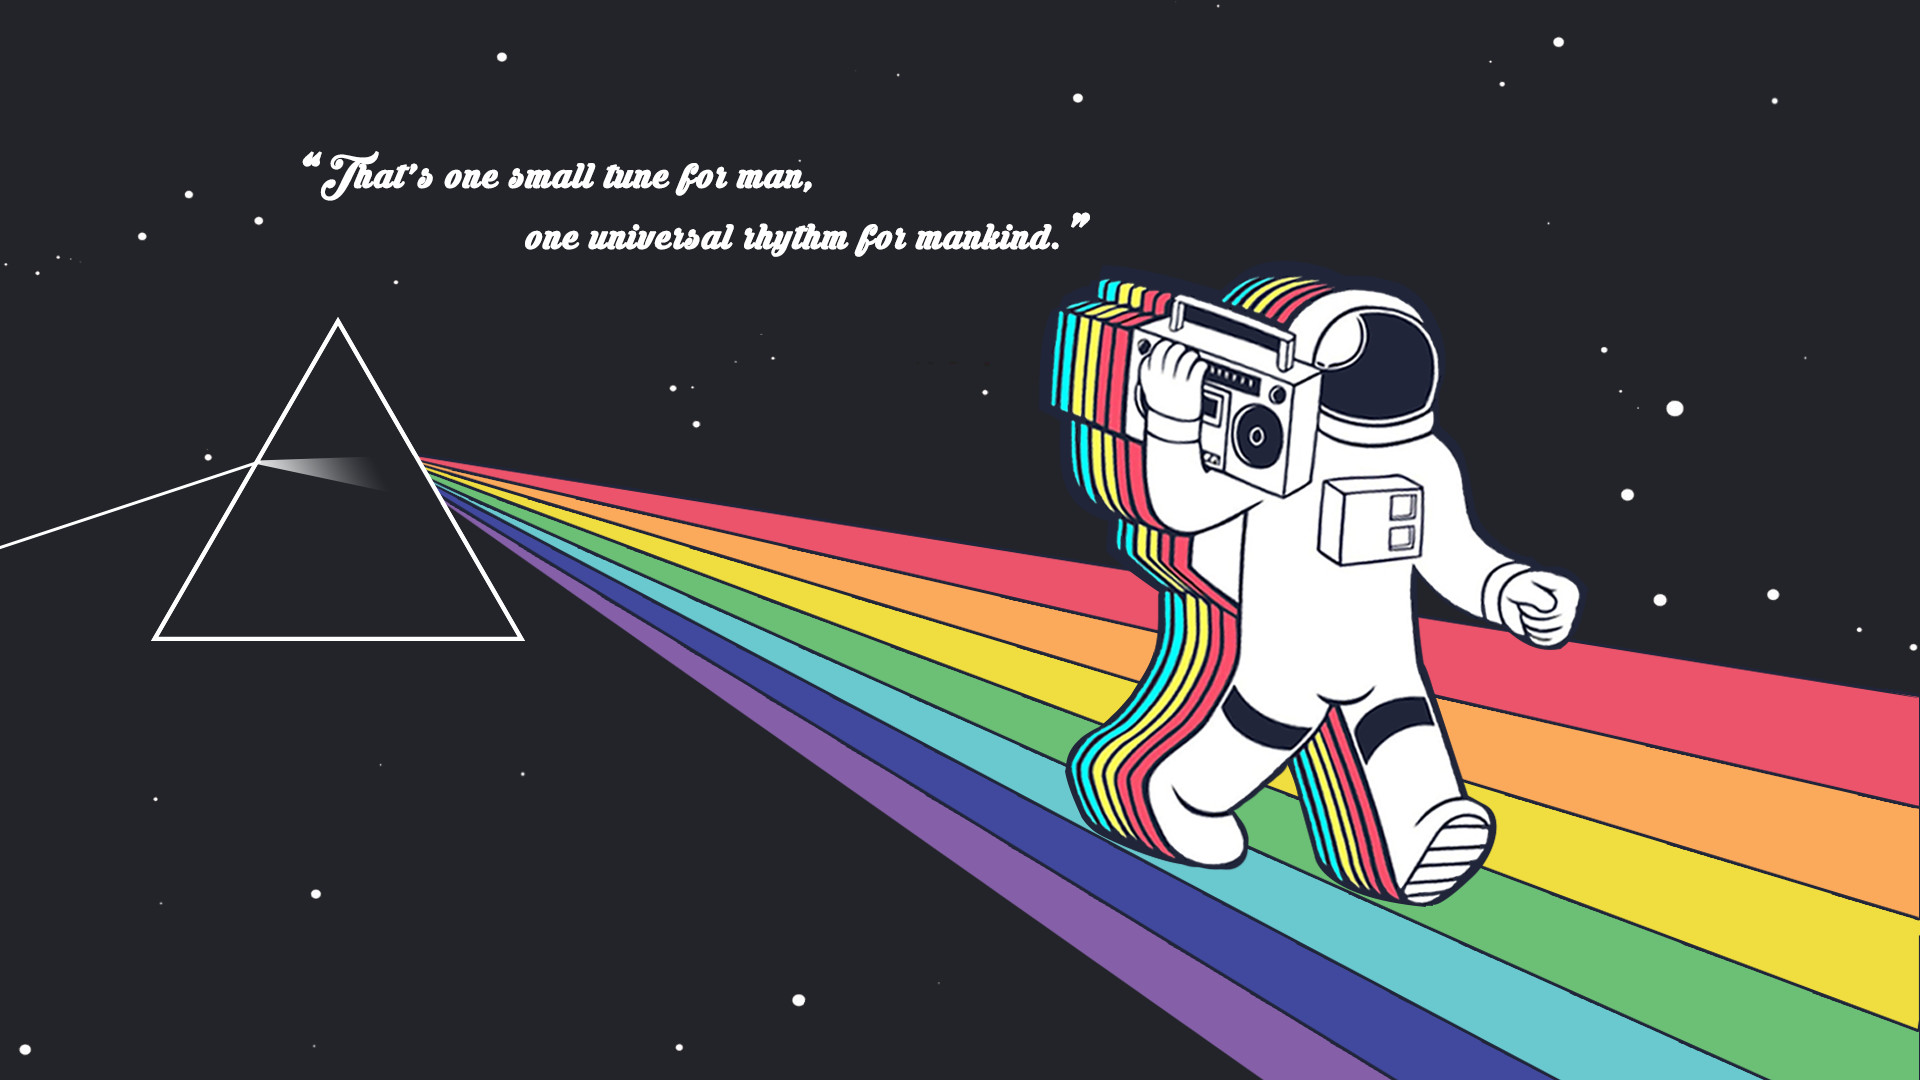 “That's one small tune for man,
one universal rhythm for mankind.”